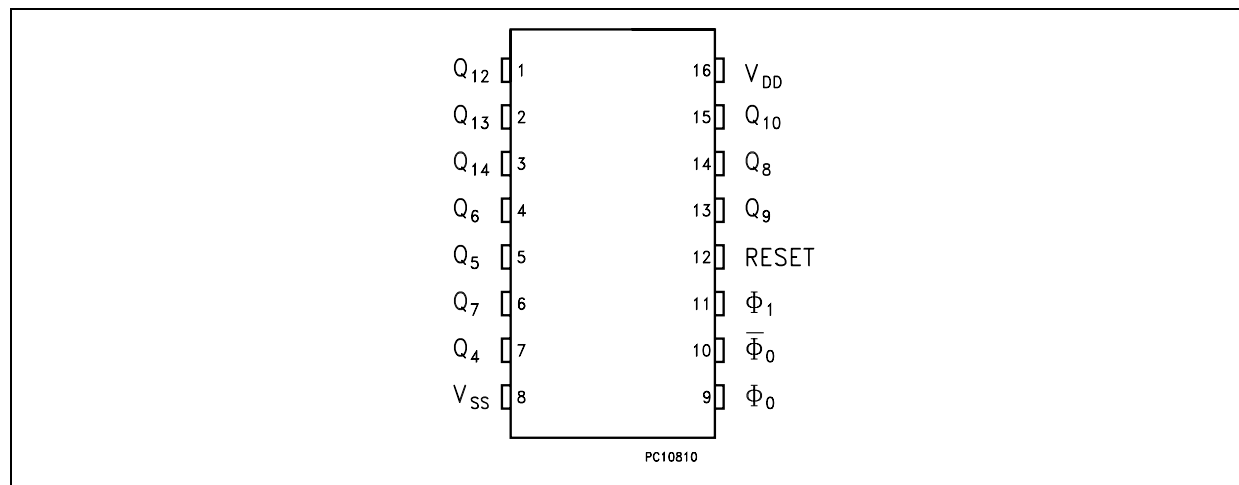 Q12 1 16 VDD
Q13 2 15 Q10
Q14 3 14 Q8
Q6 4 13 Q9
Q5 5 12 RESET
Q7 6 11 Φ1
Q4 7 10 Φ̅0
VSS 8 9 Φ0
PC10810